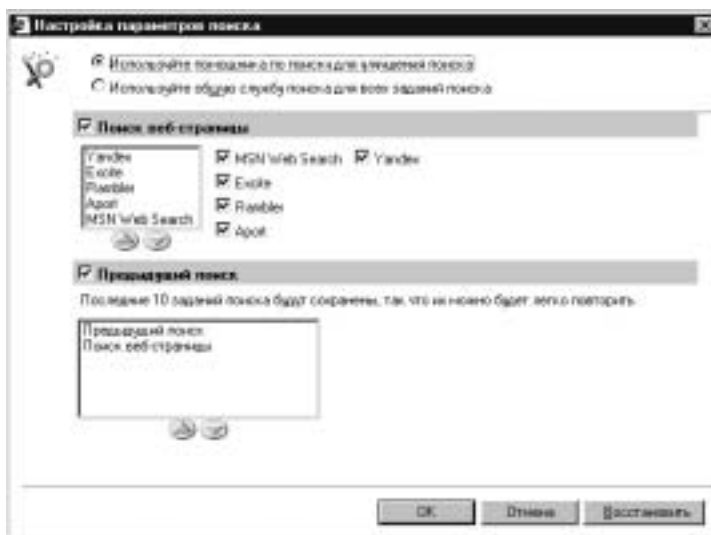 Настройка параметров поиска
Используйте помощника по поиску для улучшения поиска
Используйте общую службу поиска для всех заданий поиска
Поиск веб-страницы
Yandex
Excite
Rambler
Aport
MSN Web Search
MSN Web Search Yandex
Excite
Rambler
Aport
Предыдущий поиск
Последние 10 заданий поиска будут сохранены, так что их можно будет легко повторить
Предыдущий поиск
Поиск веб-страницы
OK Отмена Восстановить